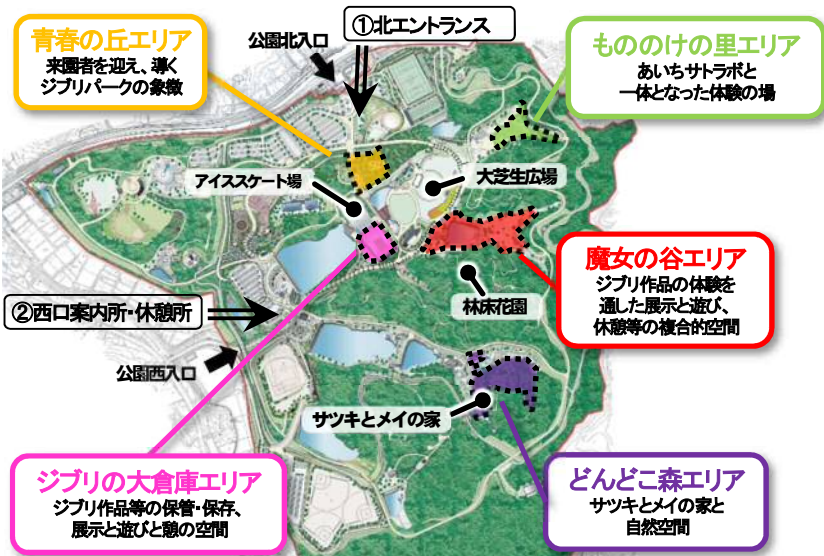 ①北エントランス
青春の丘エリア
来園者を迎え、導く
ジブリパークの象徴
公園北入口
もののけの里エリア
あいちサトラボと
一体となった体験の場
アイススケート場
大芝生広場
魔女の谷エリア
ジブリ作品の体験を
通した展示と遊び、
休憩等の複合的空間
林床花園
②西口案内所・休憩所
公園西入口
サツキとメイの家
ジブリの大倉庫エリア
ジブリ作品等の保管・保存、
展示と遊びと憩の空間
どんどこ森エリア
サツキとメイの家と
自然空間